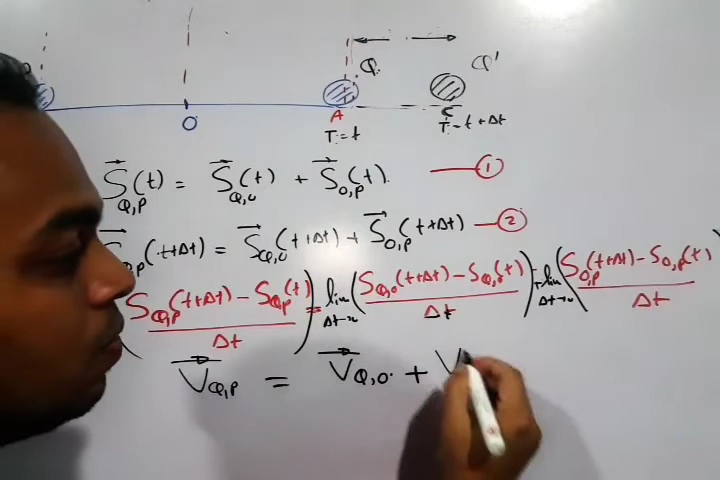 Q Q'
O A C
T=t T=t+Δt
S⃗Q,P(t) = S⃗Q,O(t) + S⃗O,P(t). ①
S⃗Q,P(t+Δt) = S⃗Q,O(t+Δt) + S⃗O,P(t+Δt) ②
(SQ,P(t+Δt) - SQ,P(t) / Δt) = lim Δt→0 (SQ,O(t+Δt) - SQ,O(t) / Δt) + lim Δt→0 (SO,P(t+Δt) - SO,P(t) / Δt)
V⃗Q,P = V⃗Q,O. + V